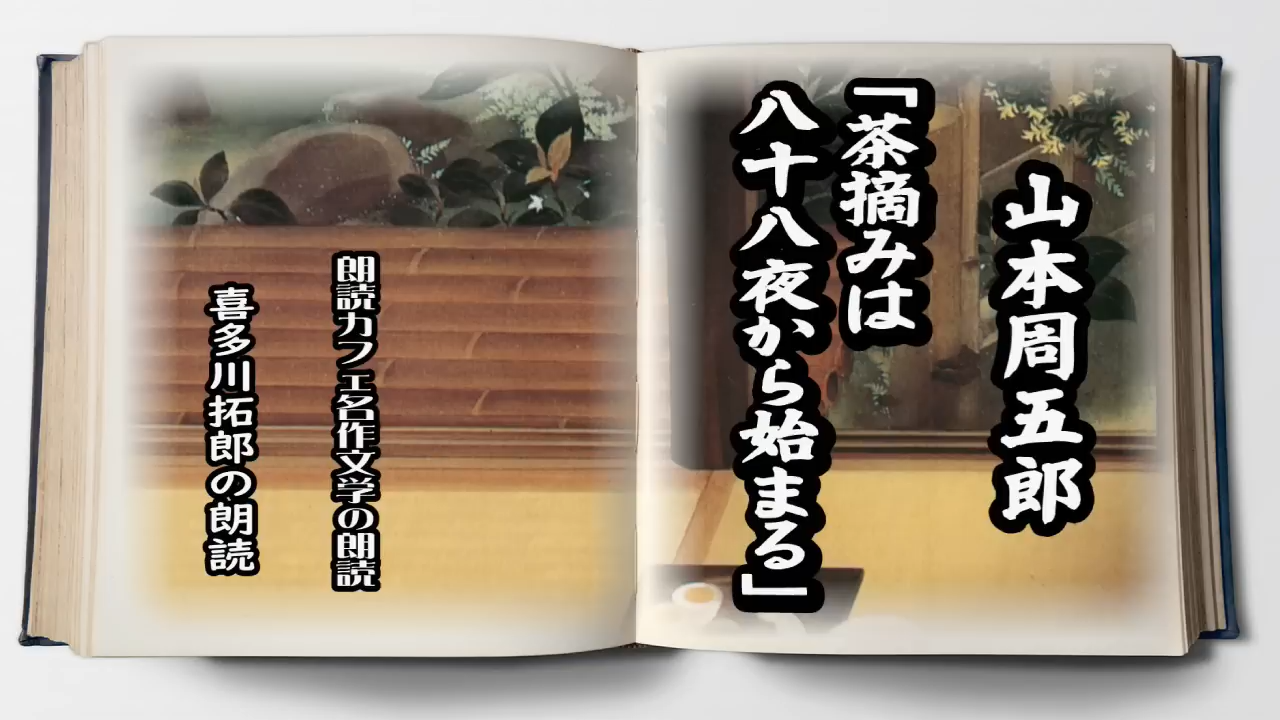 山本周五郎
「茶摘みは
八十八夜から始まる」
朗読カフェ名作文学の朗読
喜多川拓郎の朗読